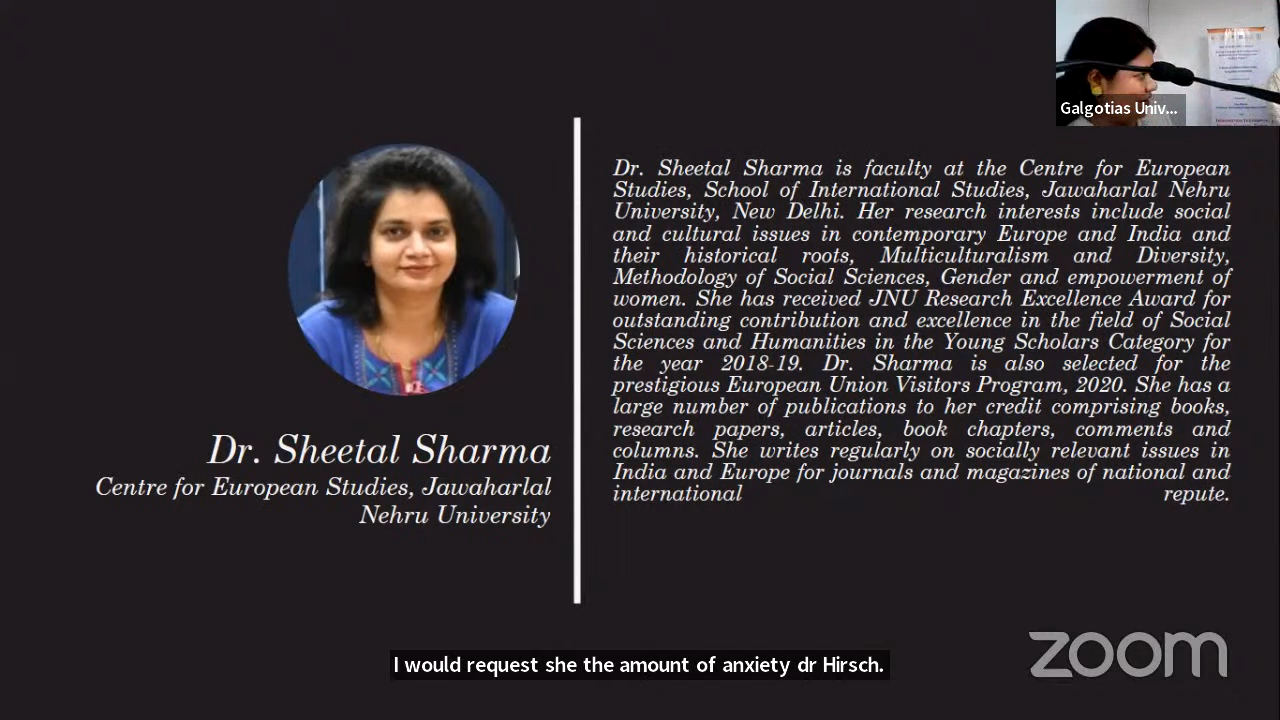 Galgotias Univ...
Dr. Sheetal Sharma is faculty at the Centre for European
Studies, School of International Studies, Jawaharlal Nehru
University, New Delhi. Her research interests include social
and cultural issues in contemporary Europe and India and
their historical roots, Multiculturalism and Diversity,
Methodology of Social Sciences, Gender and empowerment of
women. She has received JNU Research Excellence Award for
outstanding contribution and excellence in the field of Social
Sciences and Humanities in the Young Scholars Category for
the year 2018-19. Dr. Sharma is also selected for the
prestigious European Union Visitors Program, 2020. She has a
large number of publications to her credit comprising books,
research papers, articles, book chapters, comments and
columns. She writes regularly on socially relevant issues in
India and Europe for journals and magazines of national and
international repute.
Dr. Sheetal Sharma
Centre for European Studies, Jawaharlal
Nehru University
I would request she the amount of anxiety dr Hirsch.
zoom